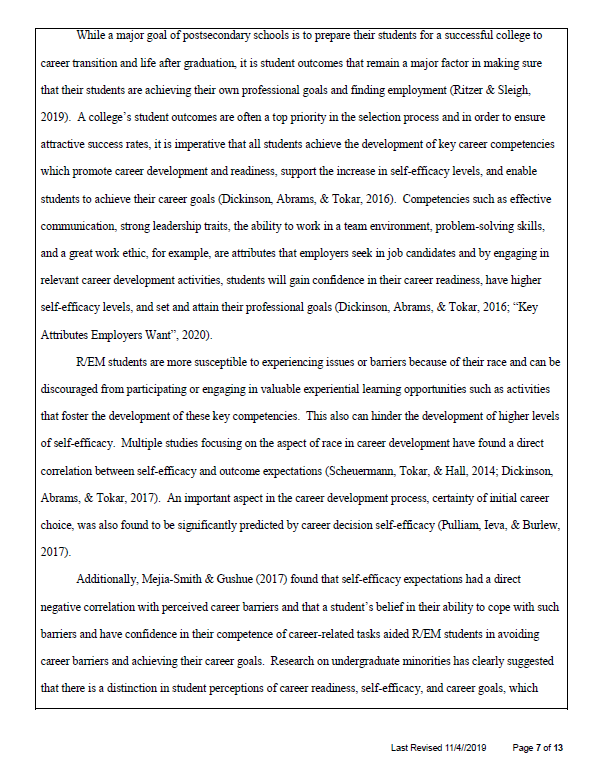 While a major goal of postsecondary schools is to prepare their students for a successful college to
career transition and life after graduation, it is student outcomes that remain a major factor in making sure
that their students are achieving their own professional goals and finding employment (Ritzer & Sleigh,
2019).  A college's student outcomes are often a top priority in the selection process and in order to ensure
attractive success rates, it is imperative that all students achieve the development of key career competencies
which promote career development and readiness, support the increase in self-efficacy levels, and enable
students to achieve their career goals (Dickinson, Abrams, & Tokar, 2016).  Competencies such as effective
communication, strong leadership traits, the ability to work in a team environment, problem-solving skills,
and a great work ethic, for example, are attributes that employers seek in job candidates and by engaging in
relevant career development activities, students will gain confidence in their career readiness, have higher
self-efficacy levels, and set and attain their professional goals (Dickinson, Abrams, & Tokar, 2016; “Key
Attributes Employers Want”, 2020).
R/EM students are more susceptible to experiencing issues or barriers because of their race and can be
discouraged from participating or engaging in valuable experiential learning opportunities such as activities
that foster the development of these key competencies.  This also can hinder the development of higher levels
of self-efficacy.  Multiple studies focusing on the aspect of race in career development have found a direct
correlation between self-efficacy and outcome expectations (Scheuermann, Tokar, & Hall, 2014; Dickinson,
Abrams, & Tokar, 2017).  An important aspect in the career development process, certainty of initial career
choice, was also found to be significantly predicted by career decision self-efficacy (Pulliam, Ieva, & Burlew,
2017).
Additionally, Mejia-Smith & Gushue (2017) found that self-efficacy expectations had a direct
negative correlation with perceived career barriers and that a student's belief in their ability to cope with such
barriers and have confidence in their competence of career-related tasks aided R/EM students in avoiding
career barriers and achieving their career goals.  Research on undergraduate minorities has clearly suggested
that there is a distinction in student perceptions of career readiness, self-efficacy, and career goals, which
Last Revised 11/4//2019 Page 7 of 13